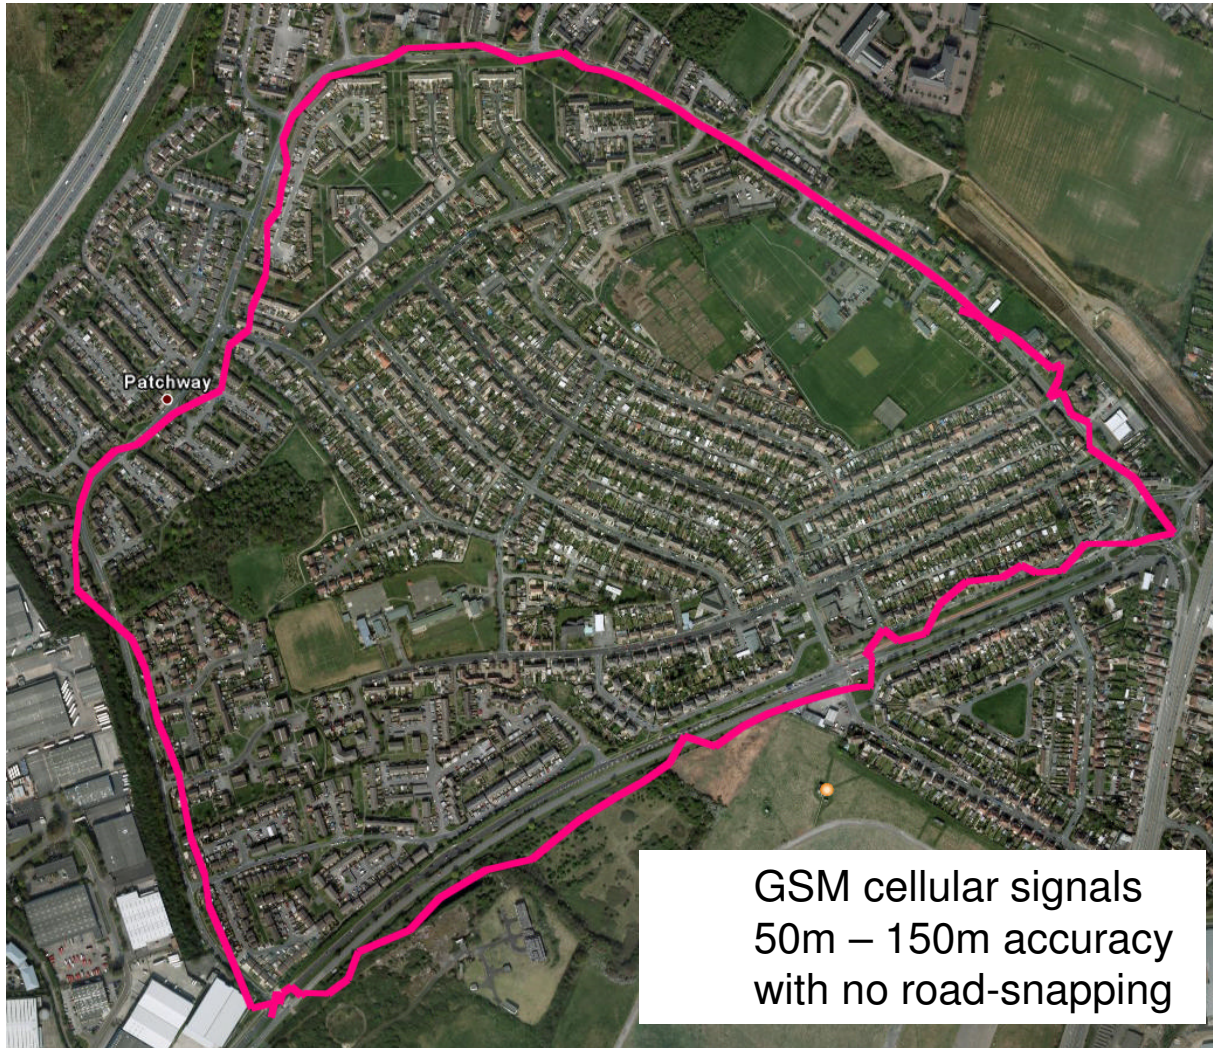 Patchway
GSM cellular signals
50m – 150m accuracy
with no road-snapping